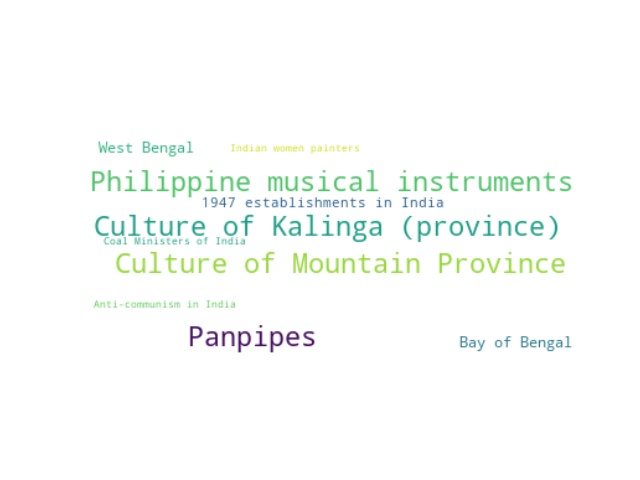 West Bengal
Indian women painters
Philippine musical instruments
1947 establishments in India
Culture of Kalinga (province)
Coal Ministers of India
Culture of Mountain Province
Anti-communism in India
Panpipes
Bay of Bengal